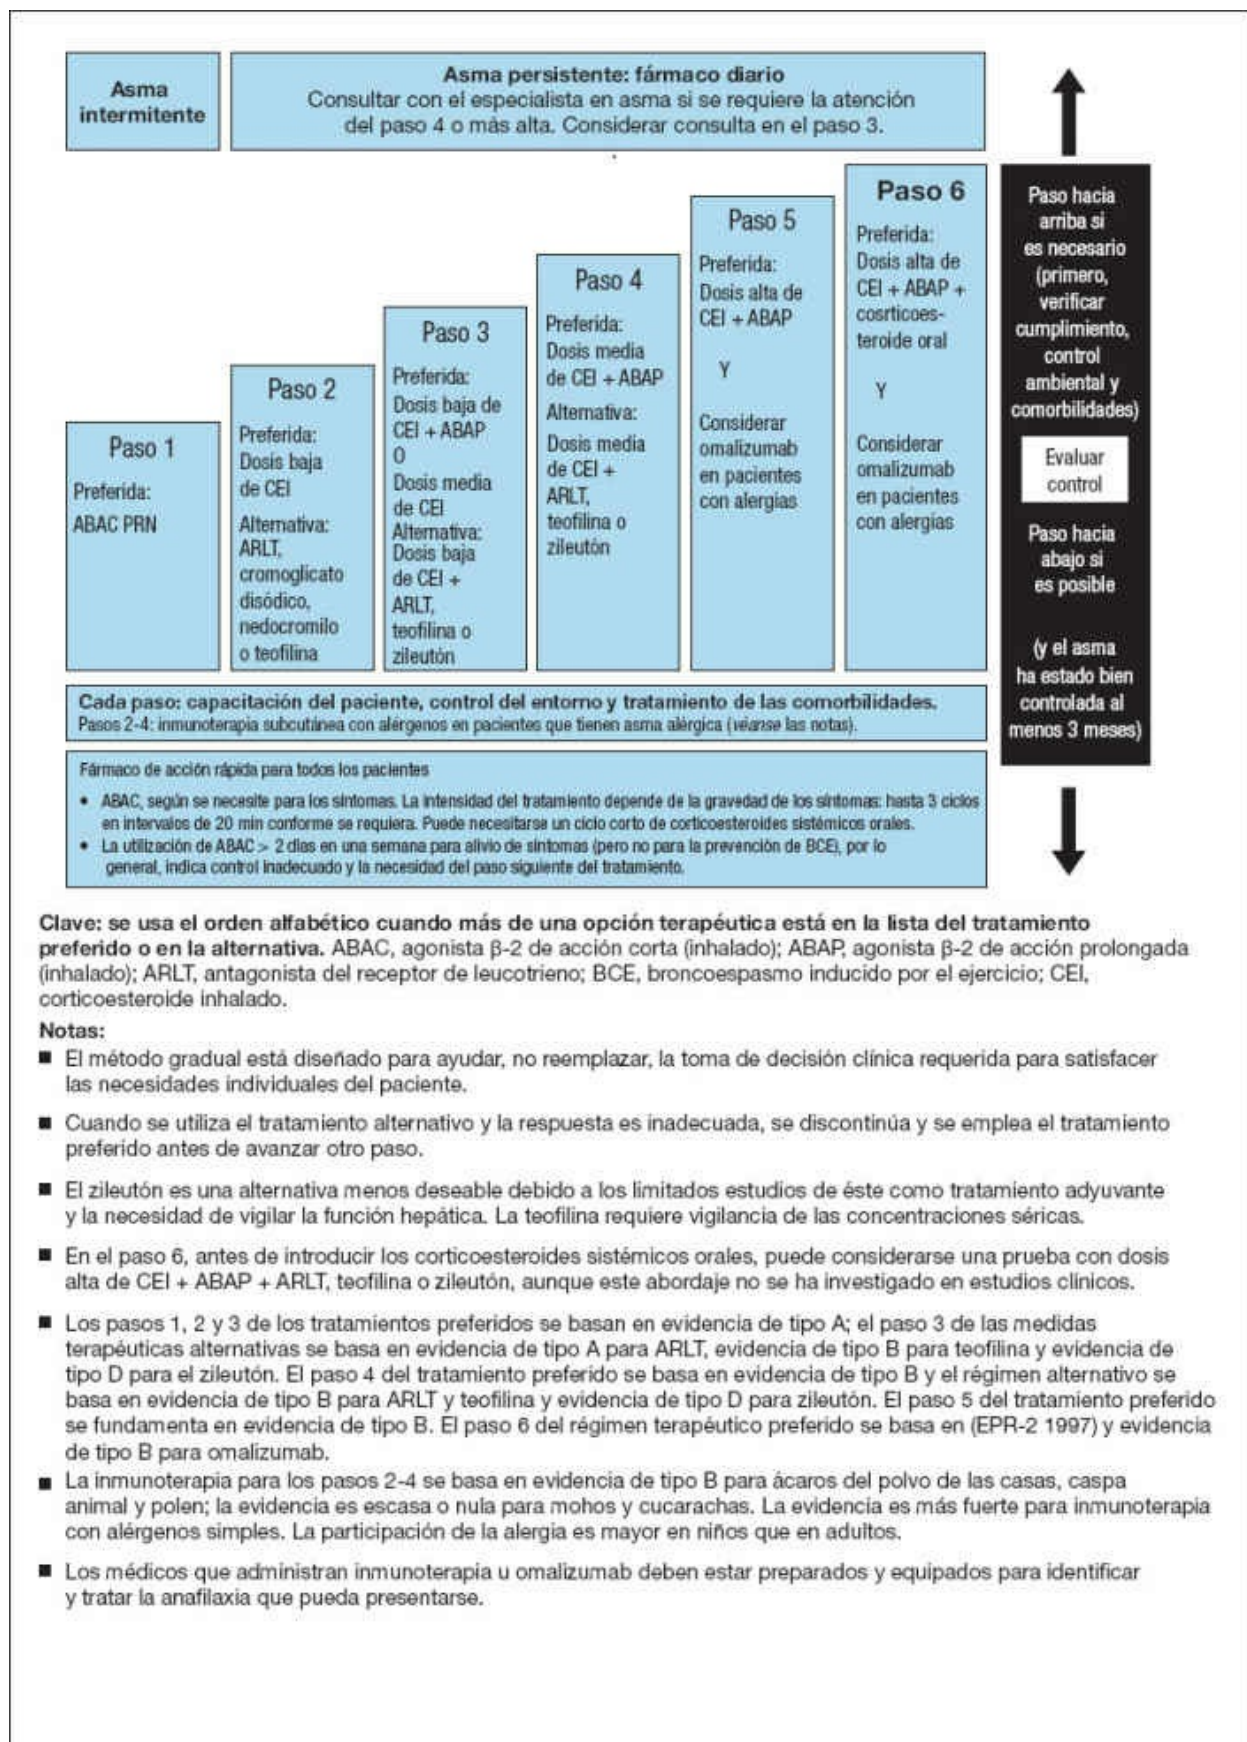 Asma
intermitente
Asma persistente: fármaco diario
Consultar con el especialista en asma si se requiere la atención
del paso 4 o más alta. Considerar consulta en el paso 3.
Paso 1
Preferida:
ABAC PRN
Paso 2
Preferida:
Dosis baja
de CEI
Alternativa:
ARLT,
cromoglicato
disódico,
nedocromilo
o teofilina
Paso 3
Preferida:
Dosis baja de
CEI + ABAP
O
Dosis media
de CEI
Alternativa:
Dosis baja
de CEI +
ARLT,
teofilina o
zileutón
Paso 4
Preferida:
Dosis media
de CEI + ABAP
Alternativa:
Dosis media
de CEI +
ARLT,
teofilina o
zileutón
Paso 5
Preferida:
Dosis alta de
CEI + ABAP
Y
Considerar
omalizumab
en pacientes
con alergias
Paso 6
Preferida:
Dosis alta de
CEI + ABAP +
cosrticoes-
teroide oral
Y
Considerar
omalizumab
en pacientes
con alergias
Paso hacia
arriba si
es necesario
(primero,
verificar
cumplimiento,
control
ambiental y
comorbilidades)
Evaluar
control
Paso hacia
abajo si
es posible
(y el asma
ha estado bien
controlada al
menos 3 meses)
Cada paso: capacitación del paciente, control del entorno y tratamiento de las comorbilidades.
Pasos 2-4: inmunoterapia subcutánea con alérgenos en pacientes que tienen asma alérgica (véanse las notas).
Fármaco de acción rápida para todos los pacientes
• ABAC, según se necesite para los síntomas. La intensidad del tratamiento depende de la gravedad de los síntomas: hasta 3 ciclos
en intervalos de 20 min conforme se requiera. Puede necesitarse un ciclo corto de corticoesteroides sistémicos orales.
• La utilización de ABAC > 2 días en una semana para alivio de síntomas (pero no para la prevención de BCE), por lo
general, indica control inadecuado y la necesidad del paso siguiente del tratamiento.
Clave: se usa el orden alfabético cuando más de una opción terapéutica está en la lista del tratamiento
preferido o en la alternativa. ABAC, agonista β-2 de acción corta (inhalado); ABAP, agonista β-2 de acción prolongada
(inhalado); ARLT, antagonista del receptor de leucotrieno; BCE, broncoespasmo inducido por el ejercicio; CEI,
corticoesteroide inhalado.
Notas:
■ El método gradual está diseñado para ayudar, no reemplazar, la toma de decisión clínica requerida para satisfacer
las necesidades individuales del paciente.
■ Cuando se utiliza el tratamiento alternativo y la respuesta es inadecuada, se discontinúa y se emplea el tratamiento
preferido antes de avanzar otro paso.
■ El zileutón es una alternativa menos deseable debido a los limitados estudios de éste como tratamiento adyuvante
y la necesidad de vigilar la función hepática. La teofilina requiere vigilancia de las concentraciones séricas.
■ En el paso 6, antes de introducir los corticoesteroides sistémicos orales, puede considerarse una prueba con dosis
alta de CEI + ABAP + ARLT, teofilina o zileutón, aunque este abordaje no se ha investigado en estudios clínicos.
■ Los pasos 1, 2 y 3 de los tratamientos preferidos se basan en evidencia de tipo A; el paso 3 de las medidas
terapéuticas alternativas se basa en evidencia de tipo A para ARLT, evidencia de tipo B para teofilina y evidencia de
tipo D para el zileutón. El paso 4 del tratamiento preferido se basa en evidencia de tipo B y el régimen alternativo se
basa en evidencia de tipo B para ARLT y teofilina y evidencia de tipo D para zileutón. El paso 5 del tratamiento preferido
se fundamenta en evidencia de tipo B. El paso 6 del régimen terapéutico preferido se basa en (EPR-2 1997) y evidencia
de tipo B para omalizumab.
■ La inmunoterapia para los pasos 2-4 se basa en evidencia de tipo B para ácaros del polvo de las casas, caspa
animal y polen; la evidencia es escasa o nula para mohos y cucarachas. La evidencia es más fuerte para inmunoterapia
con alérgenos simples. La participación de la alergia es mayor en niños que en adultos.
■ Los médicos que administran inmunoterapia u omalizumab deben estar preparados y equipados para identificar
y tratar la anafilaxia que pueda presentarse.